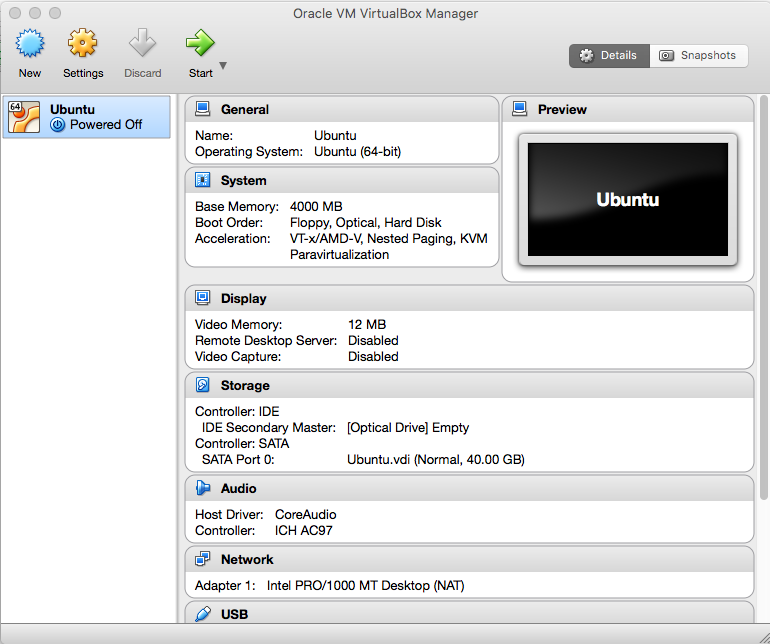 Oracle VM VirtualBox Manager
New Settings Discard Start Details Snapshots
64
Ubuntu
Powered Off
General
Name: Ubuntu
Operating System: Ubuntu (64-bit)
System
Base Memory: 4000 MB
Boot Order: Floppy, Optical, Hard Disk
Acceleration: VT-x/AMD-V, Nested Paging, KVM
Paravirtualization
Preview
Ubuntu
Display
Video Memory: 12 MB
Remote Desktop Server: Disabled
Video Capture: Disabled
Storage
Controller: IDE
IDE Secondary Master: [Optical Drive] Empty
Controller: SATA
SATA Port 0: Ubuntu.vdi (Normal, 40.00 GB)
Audio
Host Driver: CoreAudio
Controller: ICH AC97
Network
Adapter 1: Intel PRO/1000 MT Desktop (NAT)
USB